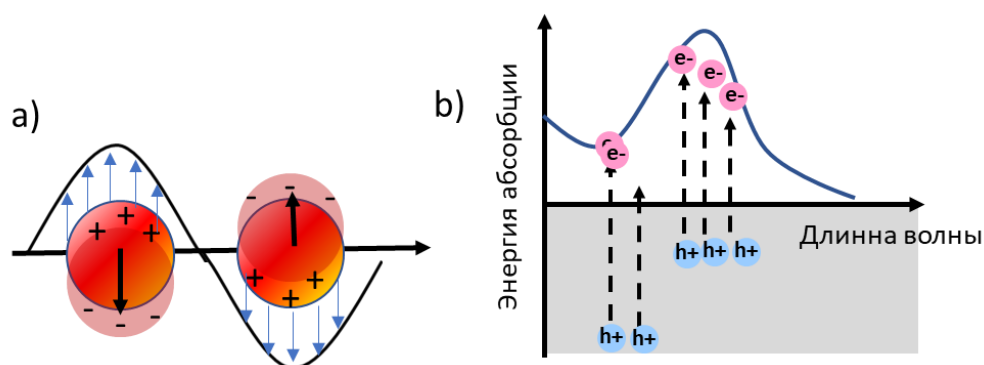 a)
+ + +
- - -
- - -
+ + +
b)
Энергия абсорбции
e- e- e-
e- e-
h+ h+ h+
Длинна волны
h+ h+